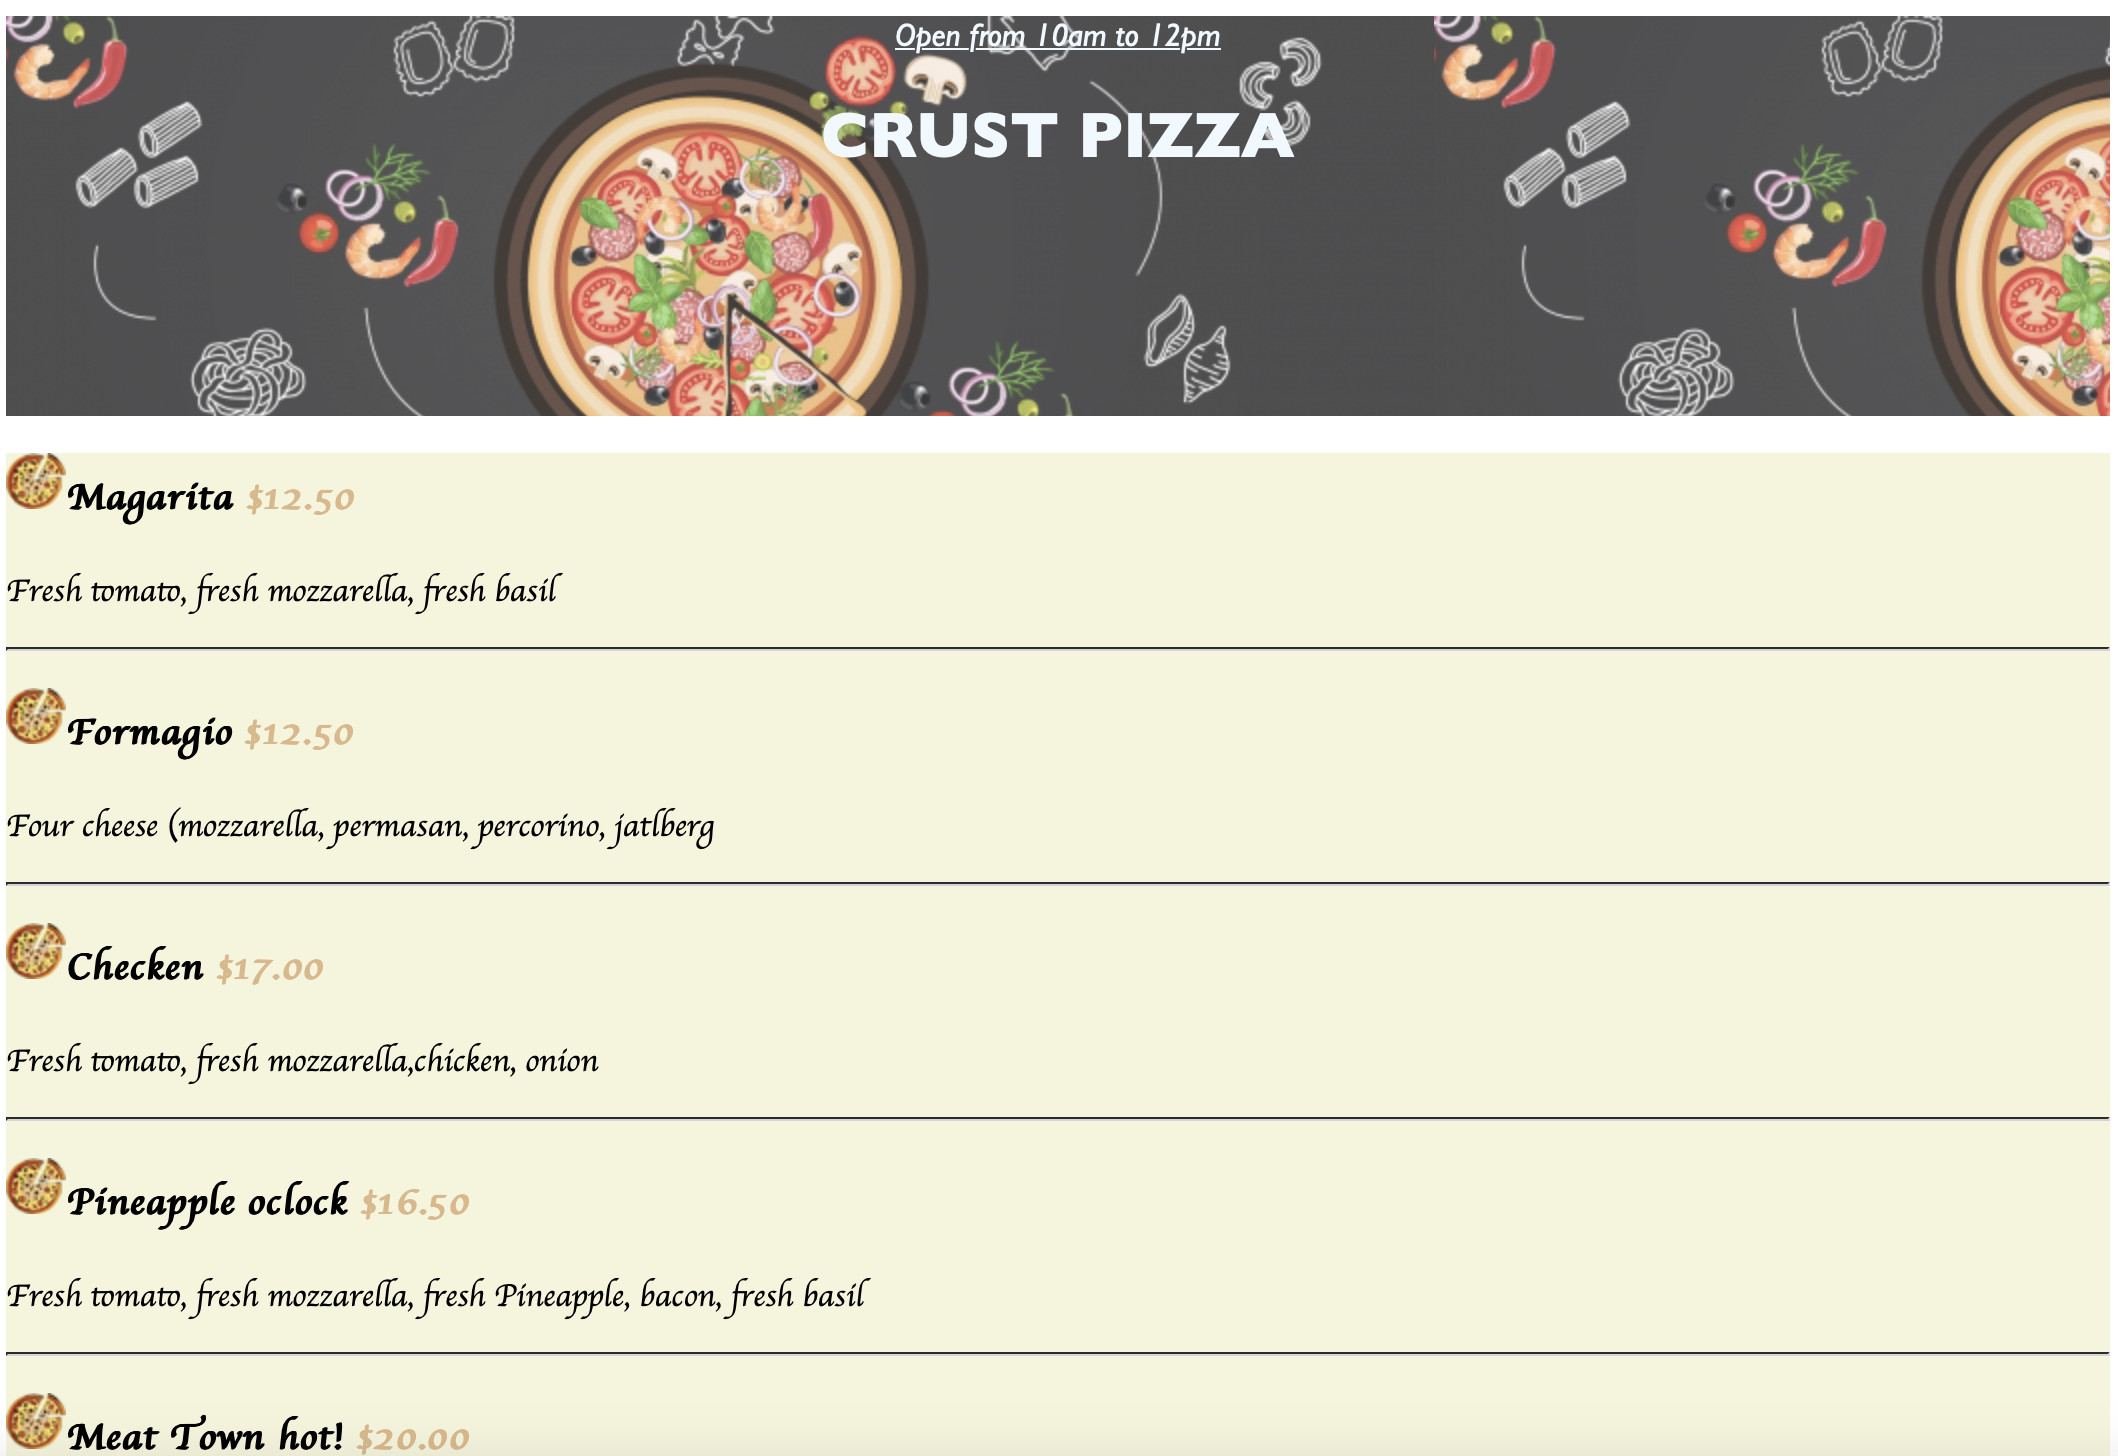 Open from 10am to 12pm
CRUST PIZZA
Magarita $12.50
Fresh tomato, fresh mozzarella, fresh basil
Formagio $12.50
Four cheese (mozzarella, permasan, percorino, jatlberg
Checken $17.00
Fresh tomato, fresh mozzarella,chicken, onion
Pineapple oclock $16.50
Fresh tomato, fresh mozzarella, fresh Pineapple, bacon, fresh basil
Meat Town hot! $20.00